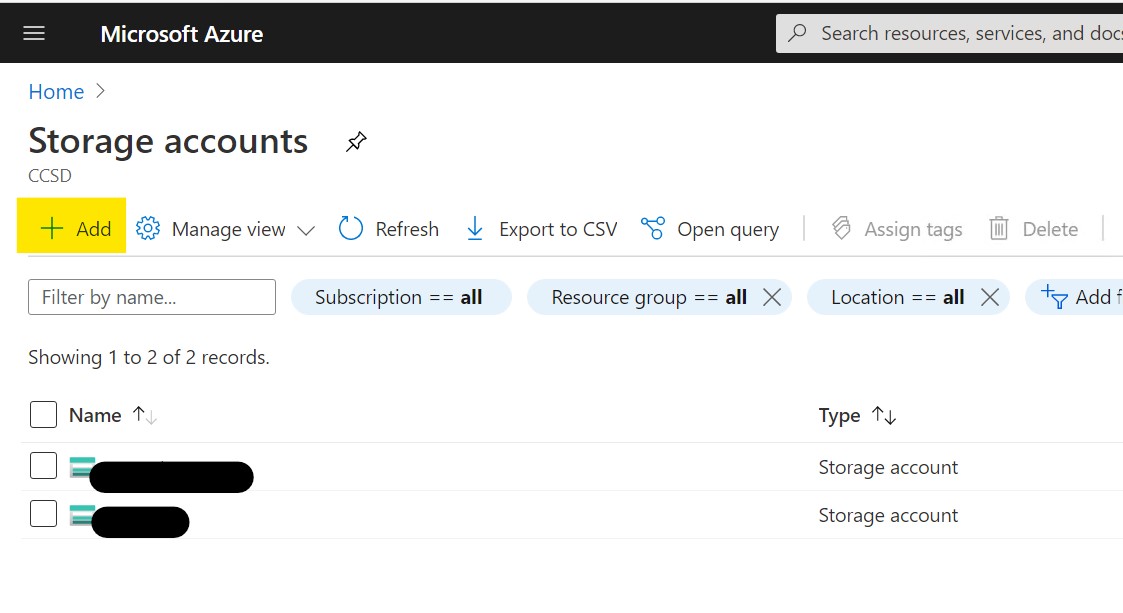 Microsoft Azure
Search resources, services, and docs
Home
Storage accounts
CCSD
Add Manage view Refresh Export to CSV Open query Assign tags Delete
Filter by name... Subscription == all Resource group == all Location == all Add f
Showing 1 to 2 of 2 records.
Name Type
Storage account
Storage account